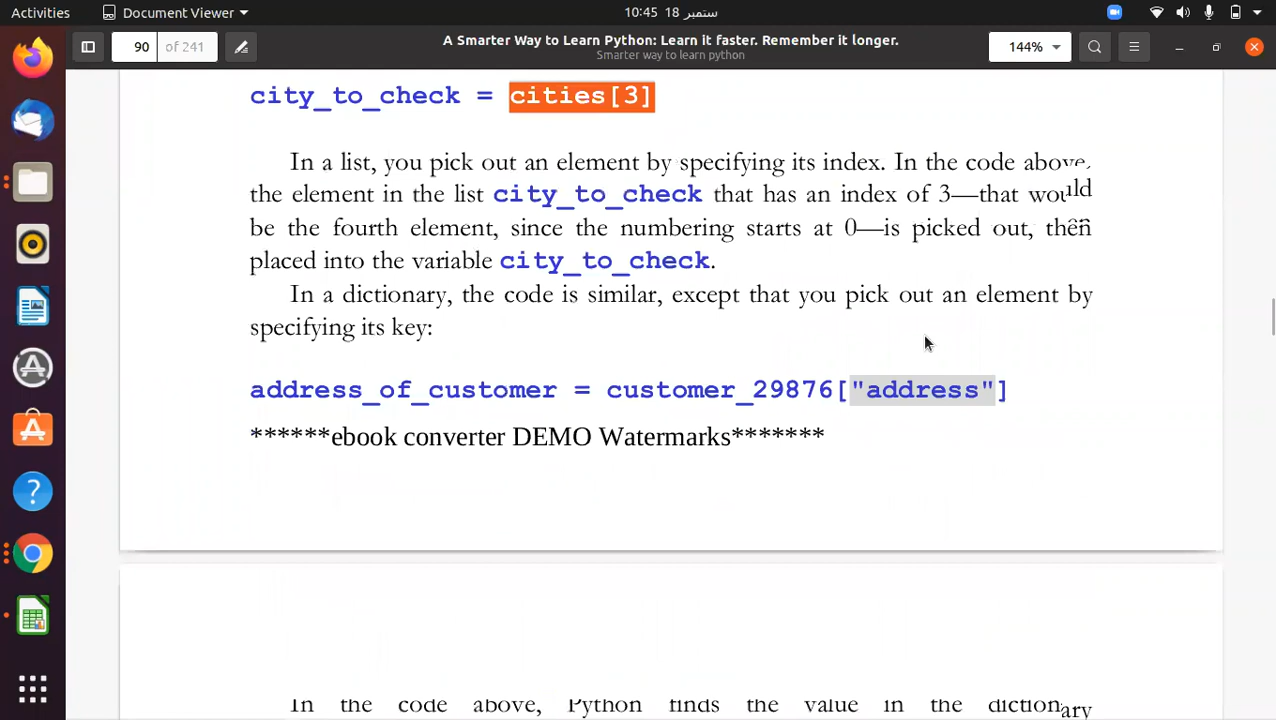 Activities
Document Viewer
10:45 18 ستمبر
90
of 241
A Smarter Way to Learn Python: Learn it faster. Remember it longer.
Smarter way to learn python
144%
city_to_check = cities[3]
In a list, you pick out an element by specifying its index. In the code above,
the element in the list city_to_check that has an index of 3—that would
be the fourth element, since the numbering starts at 0—is picked out, then
placed into the variable city_to_check.
In a dictionary, the code is similar, except that you pick out an element by
specifying its key:
address_of_customer = customer_29876["address"]
******ebook converter DEMO Watermarks*******
In the code above, Python finds the value in the dictionary